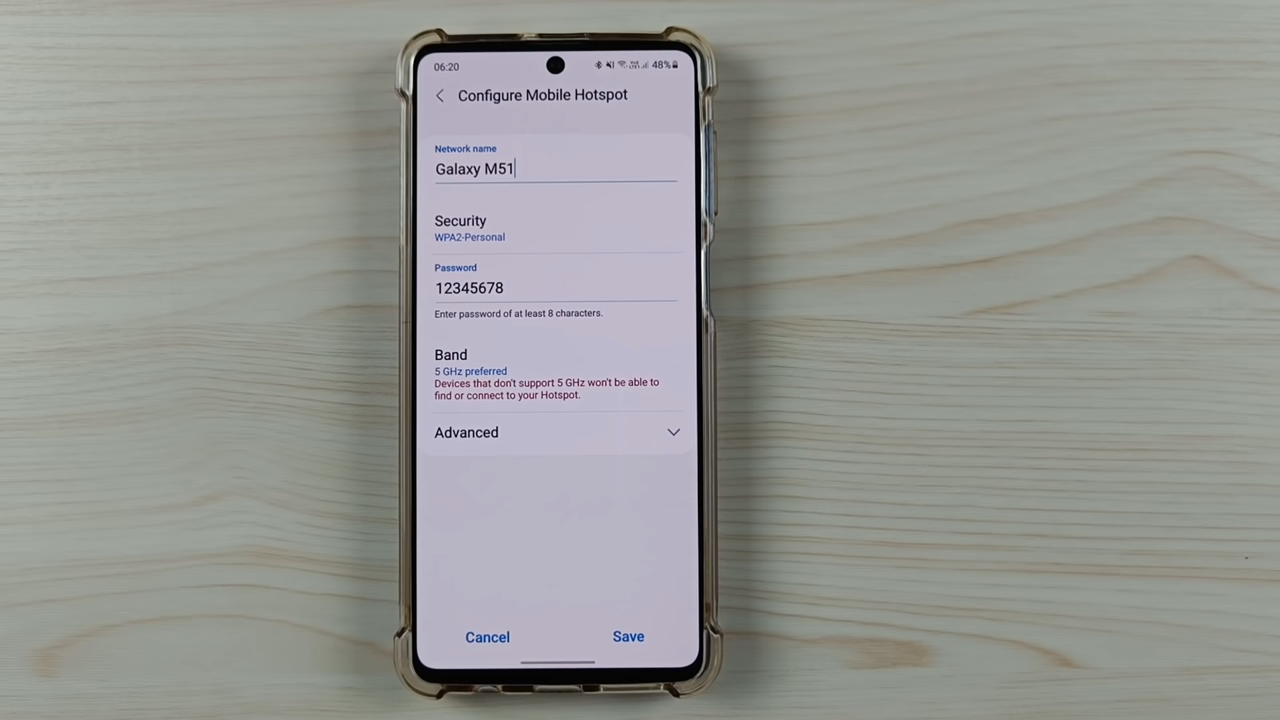 06:20
48%
Configure Mobile Hotspot
Network name
Galaxy M51
Security
WPA2-Personal
Password
12345678
Enter password of at least 8 characters.
Band
5 GHz preferred
Devices that don't support 5 GHz won't be able to
find or connect to your Hotspot.
Advanced
Cancel
Save